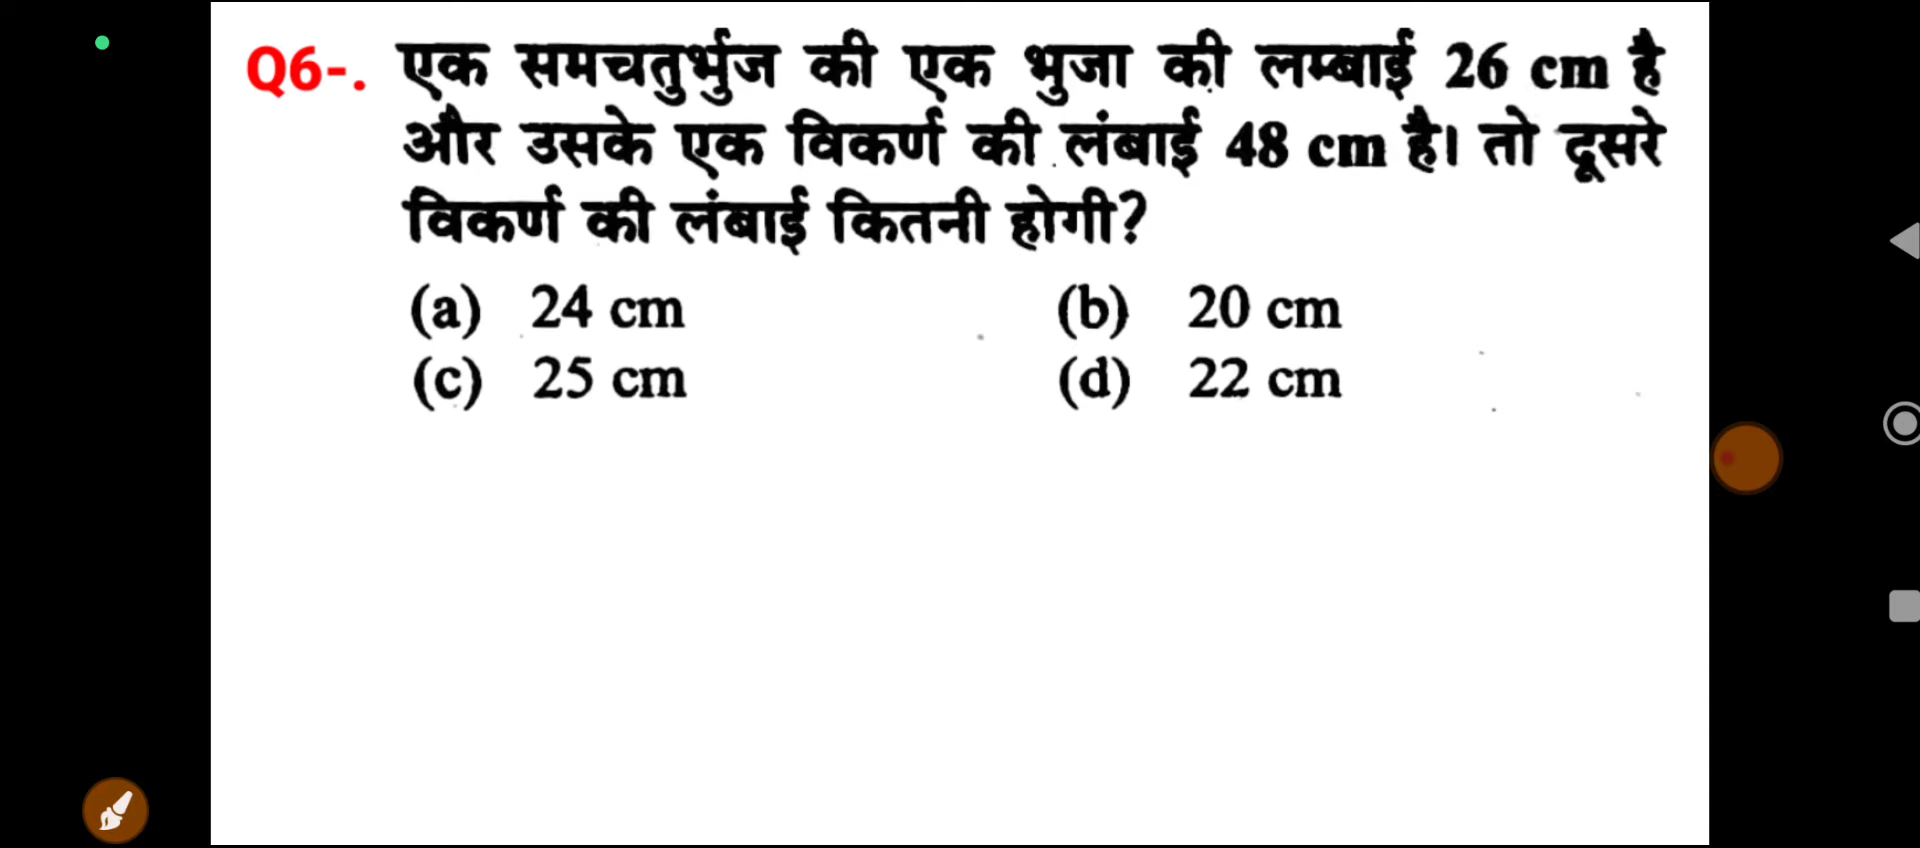 Q6-. एक समचतुर्भुज की एक भुजा की लम्बाई 26 cm है
और उसके एक विकर्ण की लंबाई 48 cm है। तो दूसरे
विकर्ण की लंबाई कितनी होगी?
(a) 24 cm (b) 20 cm
(c) 25 cm (d) 22 cm